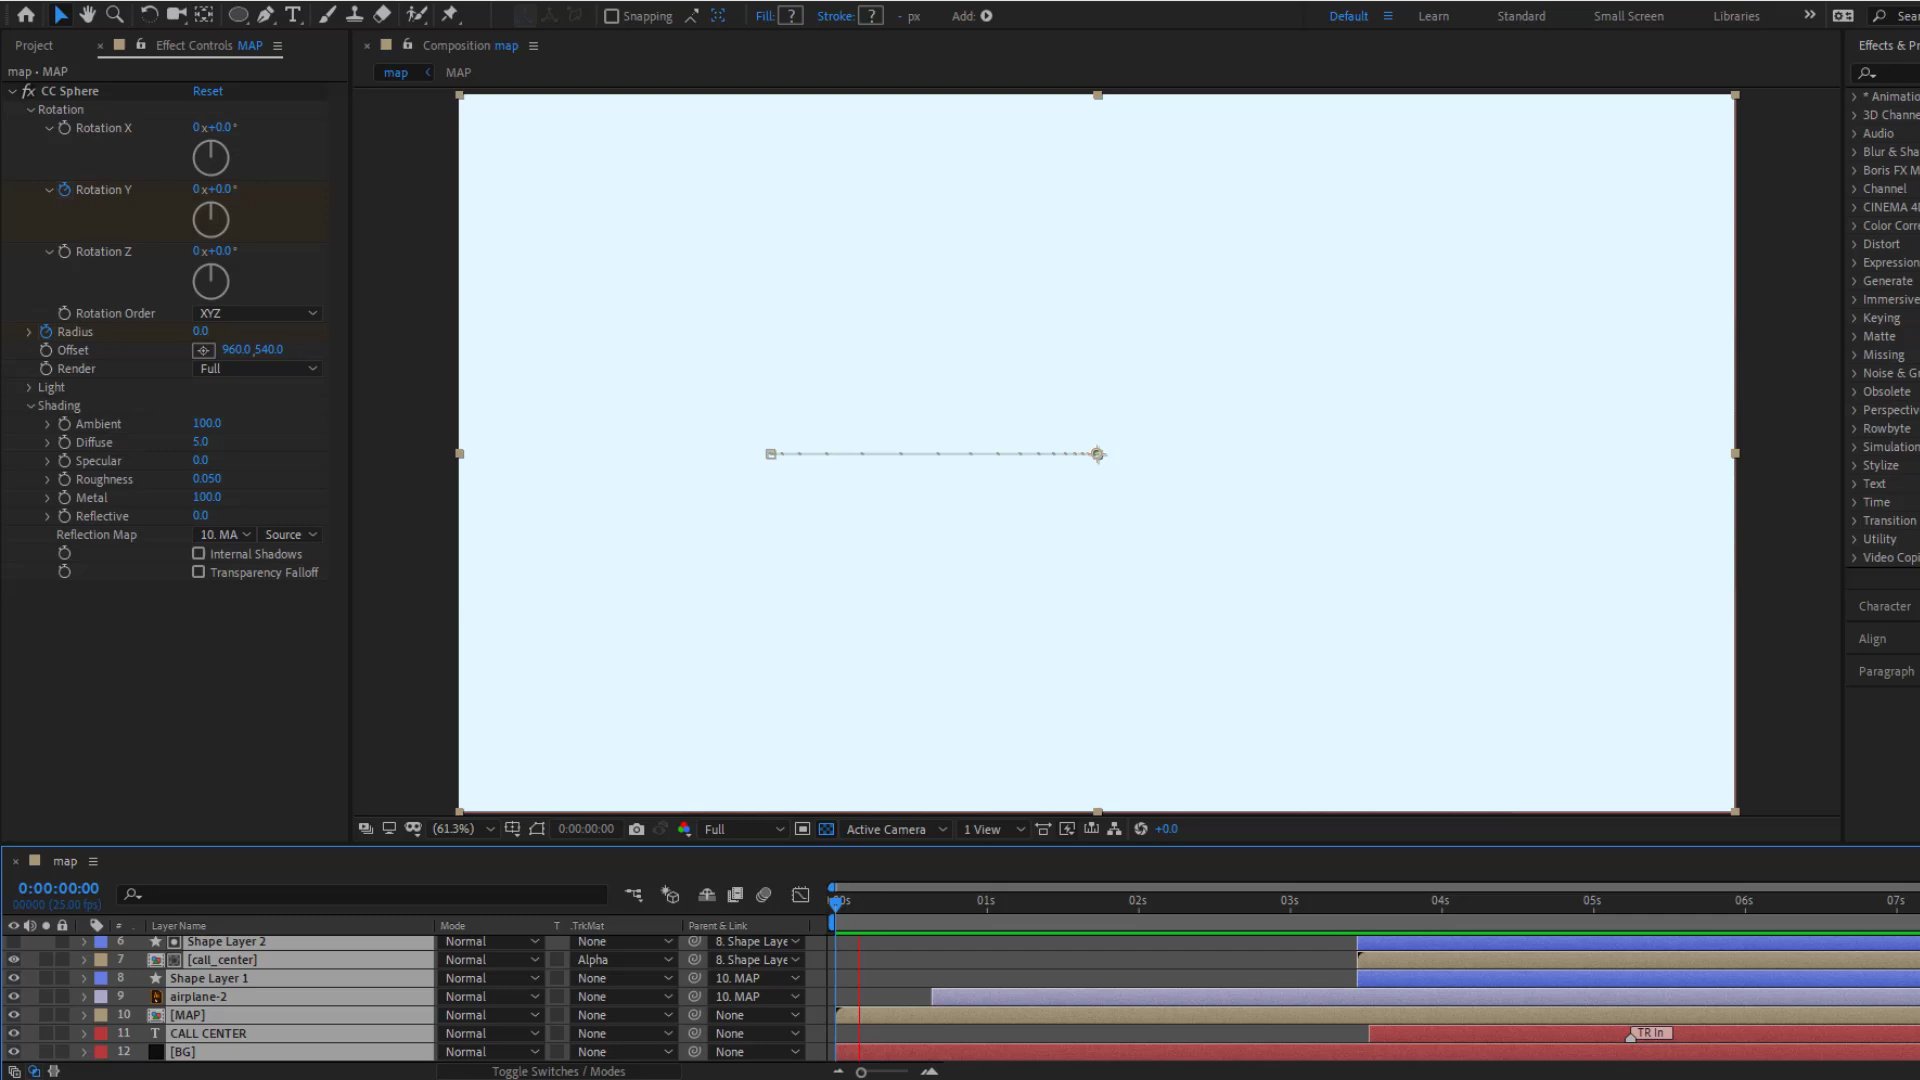 Snapping Fill: ? Stroke: ? - px Add: Default Learn Standard Small Screen Libraries Sear
Project Effect Controls MAP Composition map Effects & Pr
map • MAP map MAP
fx CC Sphere Reset
Rotation
Rotation X 0x+0.0°
Rotation Y 0x+0.0°
Rotation Z 0x+0.0°
Rotation Order XYZ
Radius 0.0
Offset 960.0,540.0
Render Full
Light
Shading
Ambient 100.0
Diffuse 5.0
Specular 0.0
Roughness 0.050
Metal 100.0
Reflective 0.0
Reflection Map 10. MA Source
Internal Shadows
Transparency Falloff
* Animatio
3D Channe
Audio
Blur & Sha
Boris FX M
Channel
CINEMA 4D
Color Corre
Distort
Expression
Generate
Immersive
Keying
Matte
Missing
Noise & Gr
Obsolete
Perspectiv
Rowbyte
Simulation
Stylize
Text
Time
Transition
Utility
Video Copi
Character
Align
Paragraph
(61.3%) 0:00:00:00 Full Active Camera 1 View +0.0
map
0:00:00:00
00000 (25.00 fps)
01s 02s 03s 04s 05s 06s 07s
# Layer Name Mode T .TrkMat Parent & Link
6 Shape Layer 2 Normal None 8. Shape Laye
7 [call_center] Normal Alpha 8. Shape Laye
8 Shape Layer 1 Normal None 10. MAP
9 airplane-2 Normal None 10. MAP
10 [MAP] Normal None None
11 T CALL CENTER Normal None None TR In
12 [BG] Normal None None
Toggle Switches / Modes